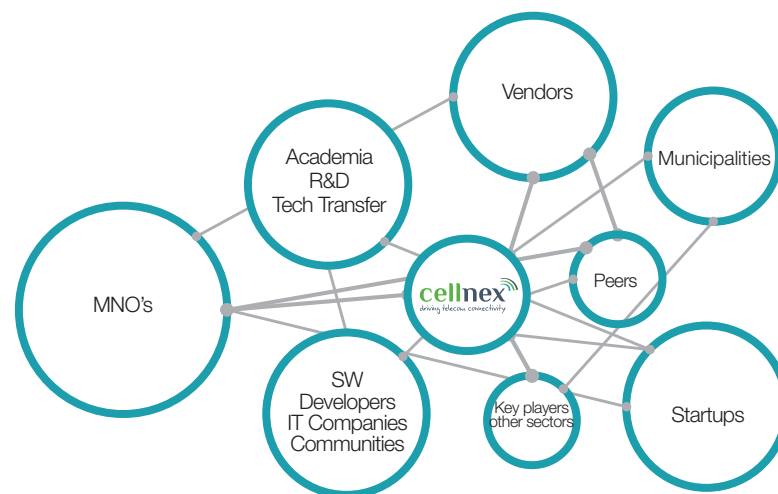 Vendors
Academia
R&D
Tech Transfer
Municipalities
MNO's
cellnex
driving telecom connectivity
Peers
SW
Developers
IT Companies
Communities
Key players
other sectors
Startups